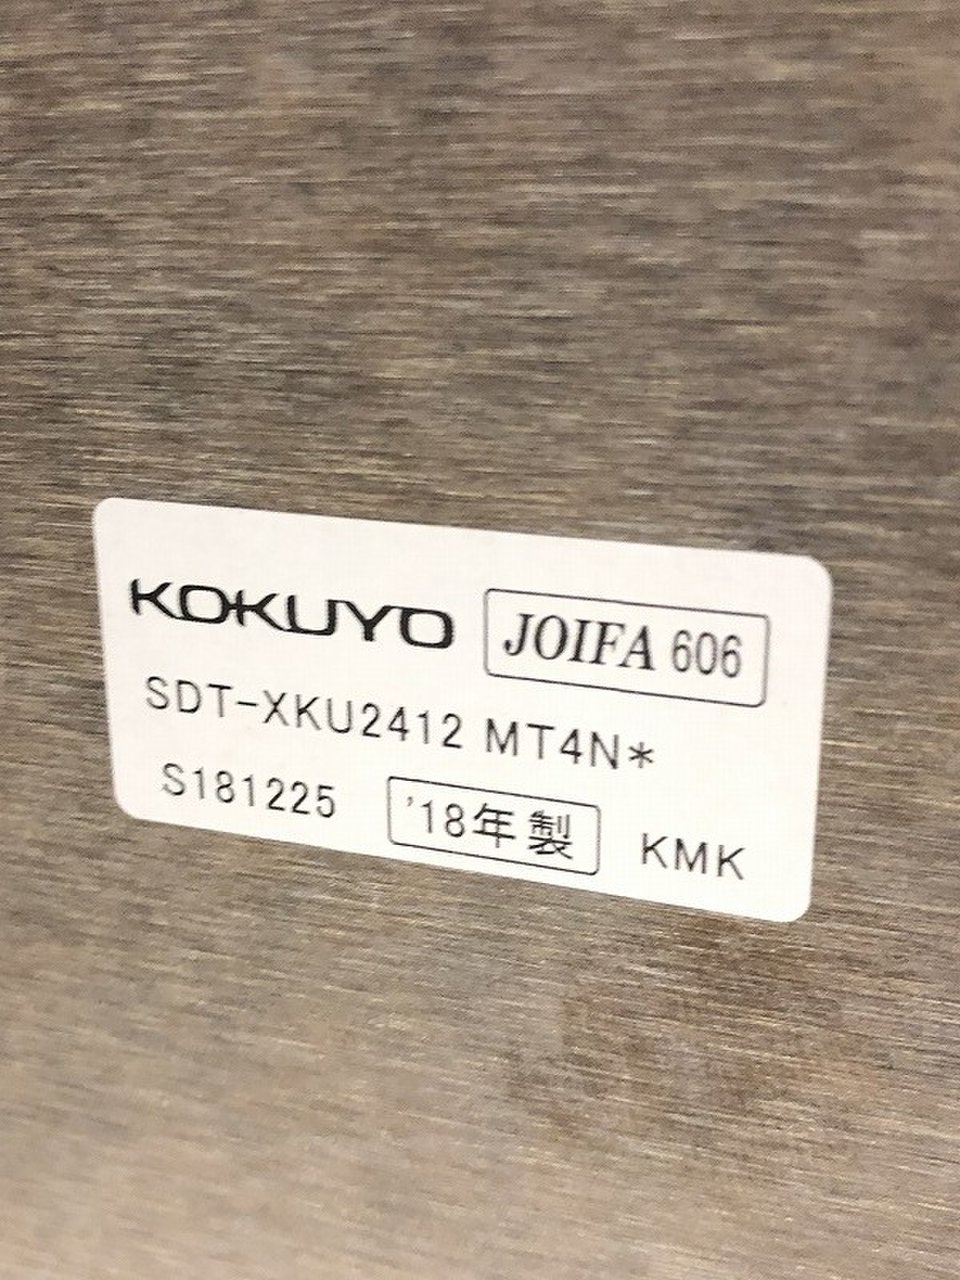 KOKUYO JOIFA 606
SDT-XKU2412 MT4N*
S181225 '18年製 KMK